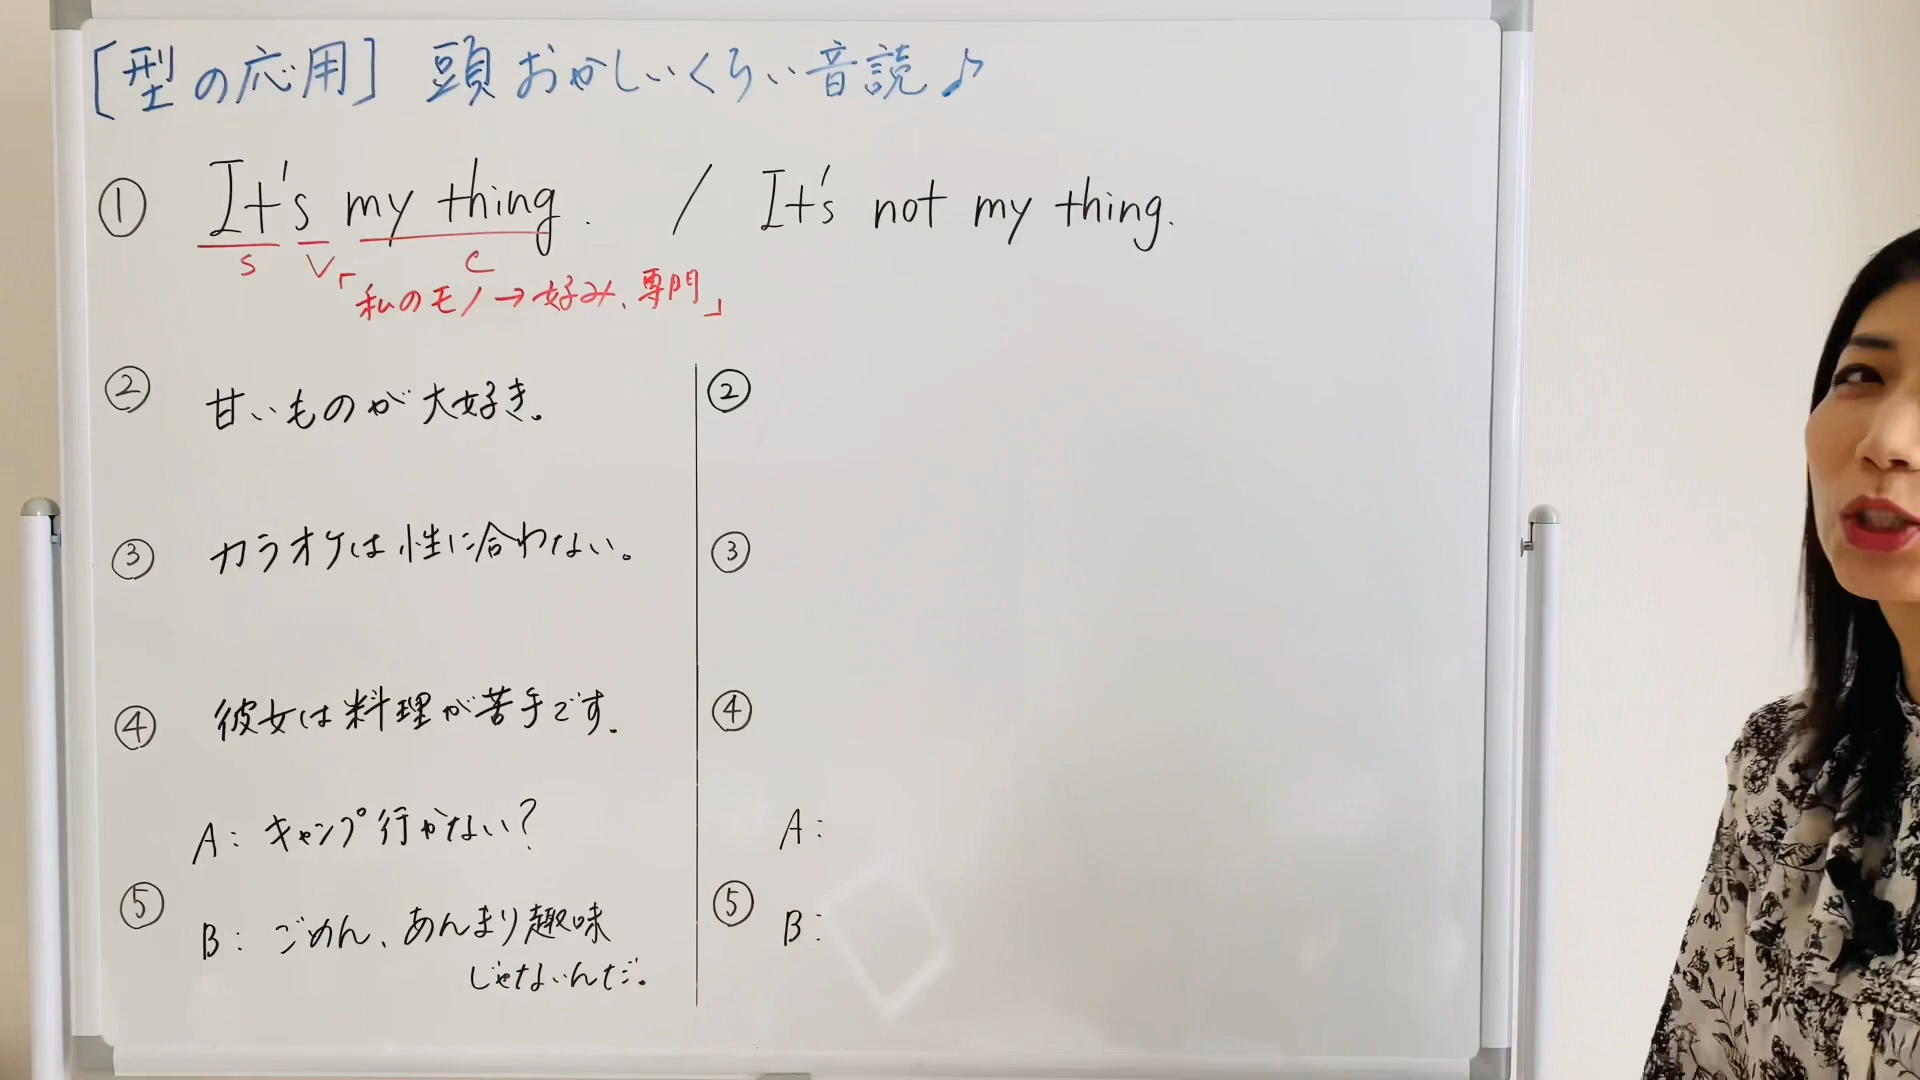 [型の応用] 頭おかしいくらい音読♪
① It's my thing. / It's not my thing.
S V C
「私のモノ→好み、専門」
② 甘いものが大好き。
③ カラオケは性に合わない。
④ 彼女は料理が苦手です。
A: キャンプ行かない?
⑤ B: ごめん、あんまり趣味
じゃないんだ。
②
③
④
A:
⑤ B: